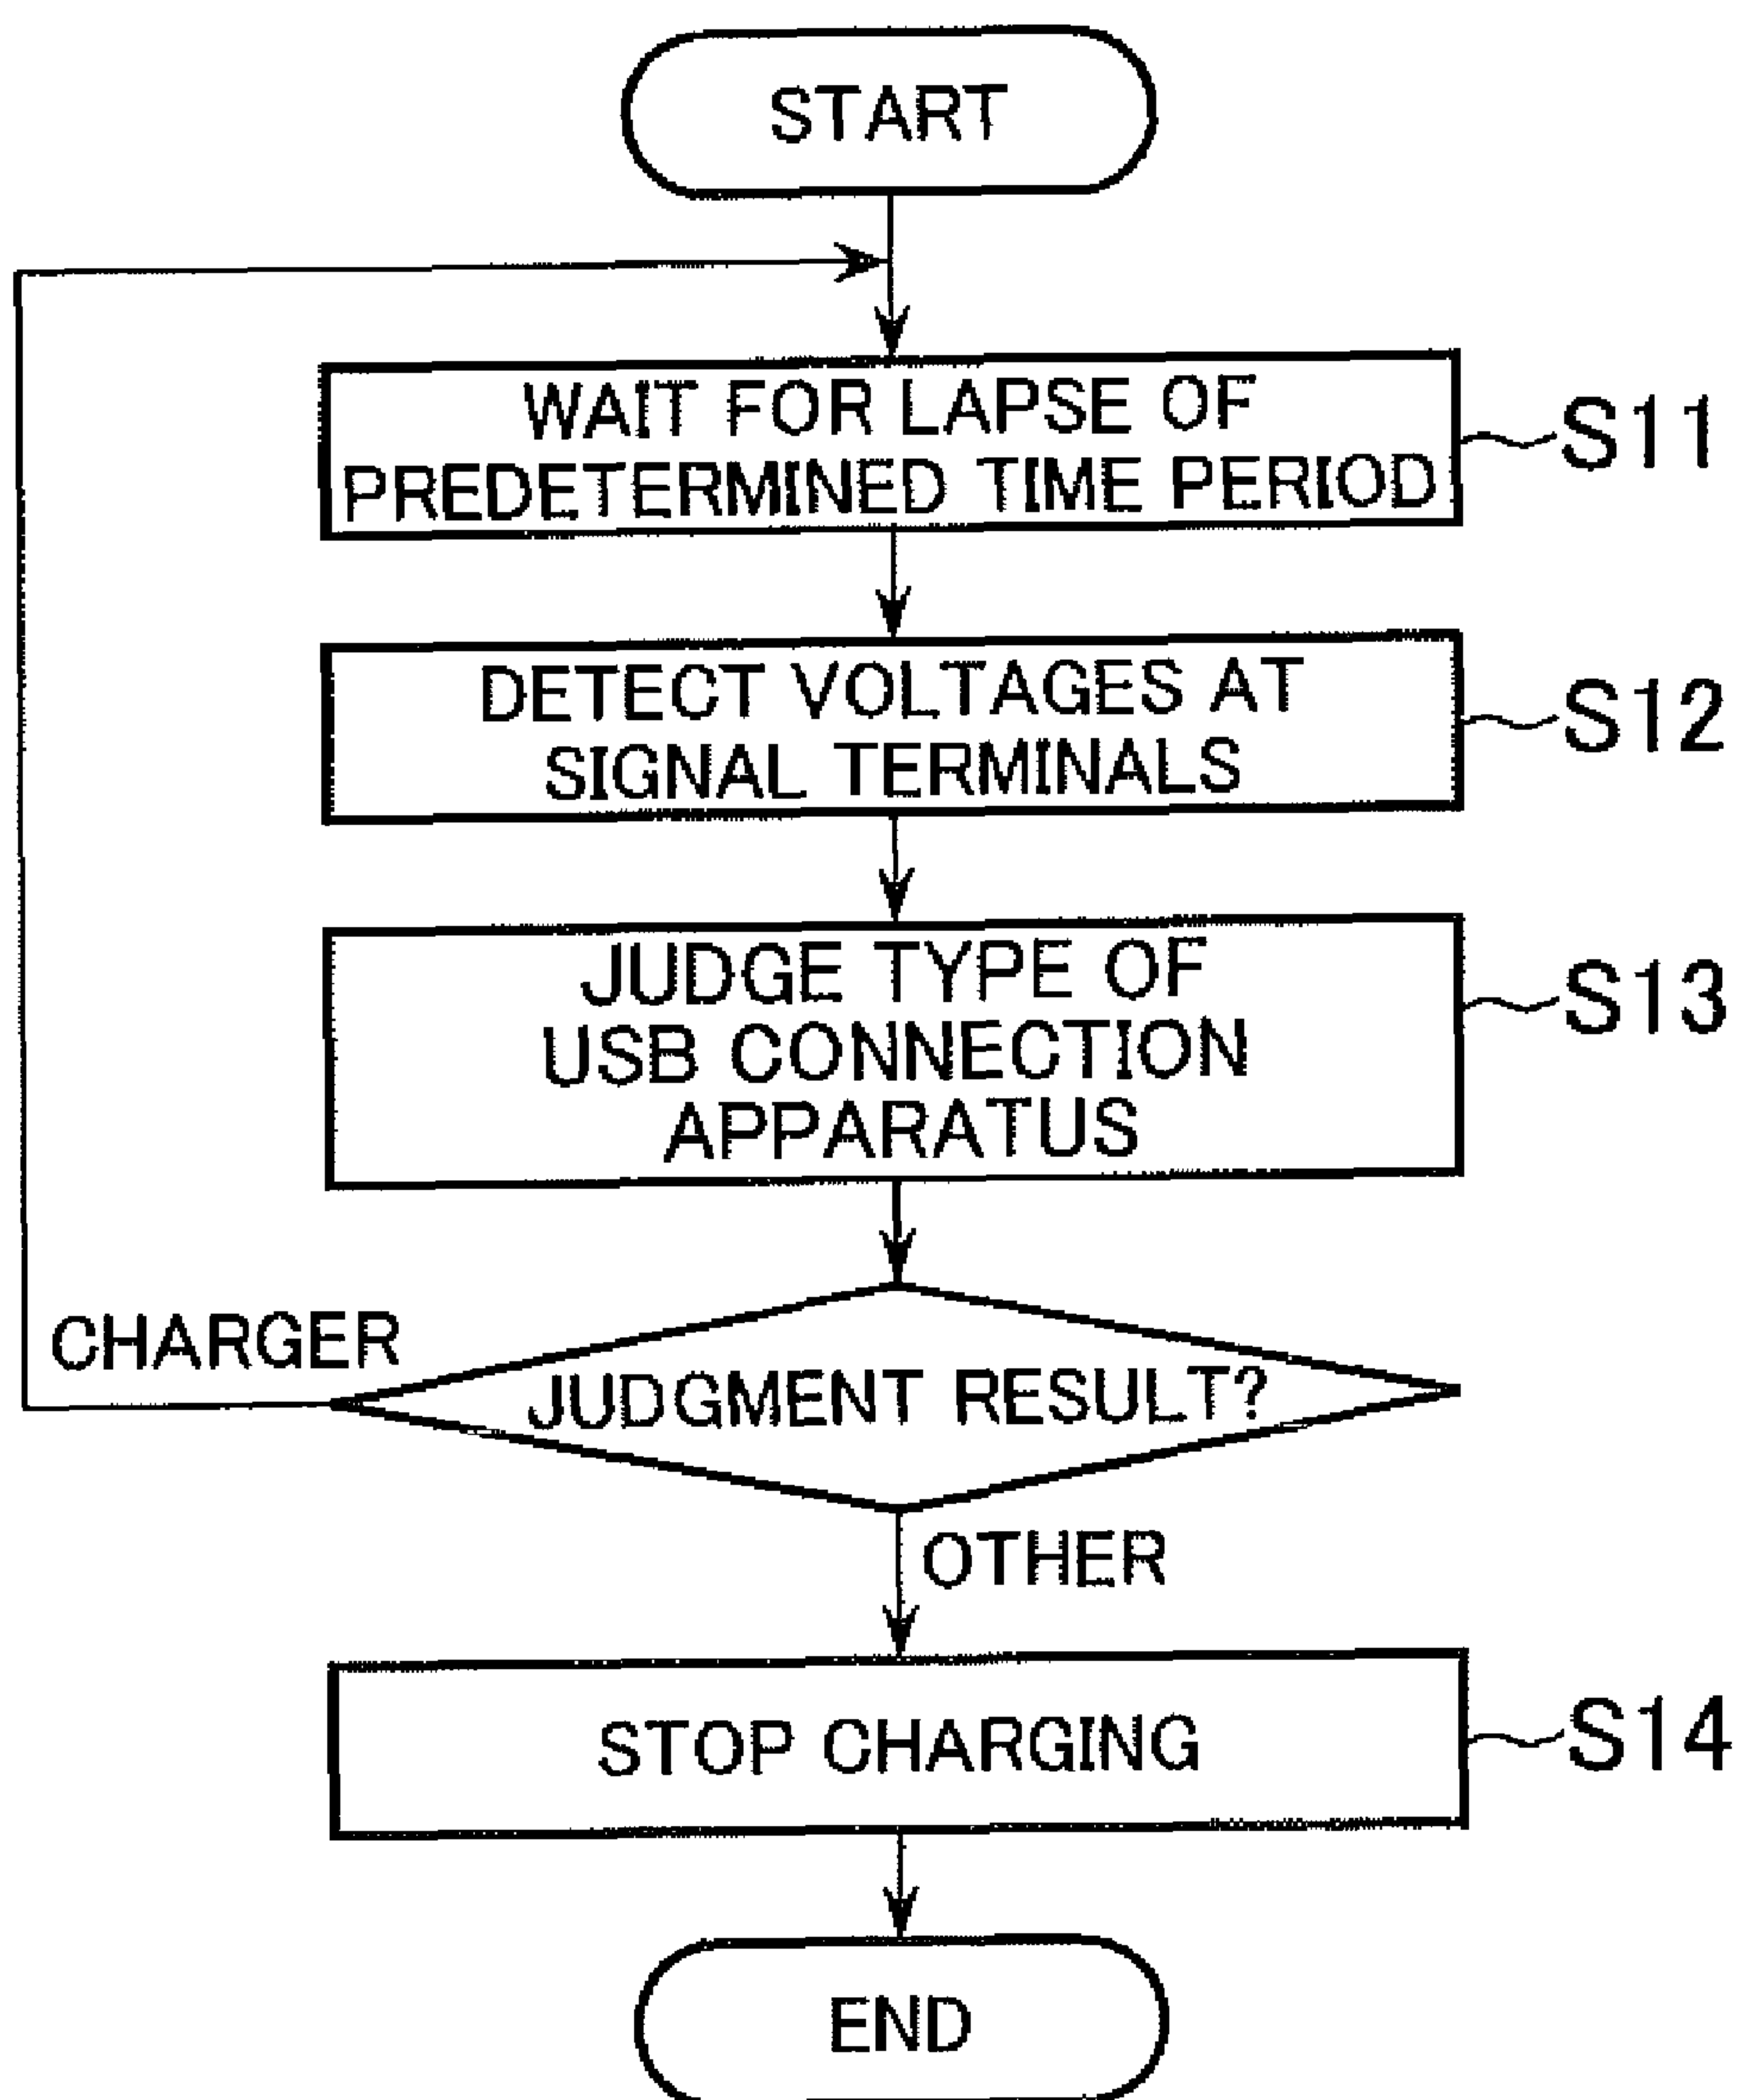 START
WAIT FOR LAPSE OF
PREDETERMINED TIME PERIOD
S11
DETECT VOLTAGES AT
SIGNAL TERMINALS
S12
JUDGE TYPE OF
USB CONNECTION
APPARATUS
S13
CHARGER
JUDGMENT RESULT?
OTHER
STOP CHARGING
S14
END